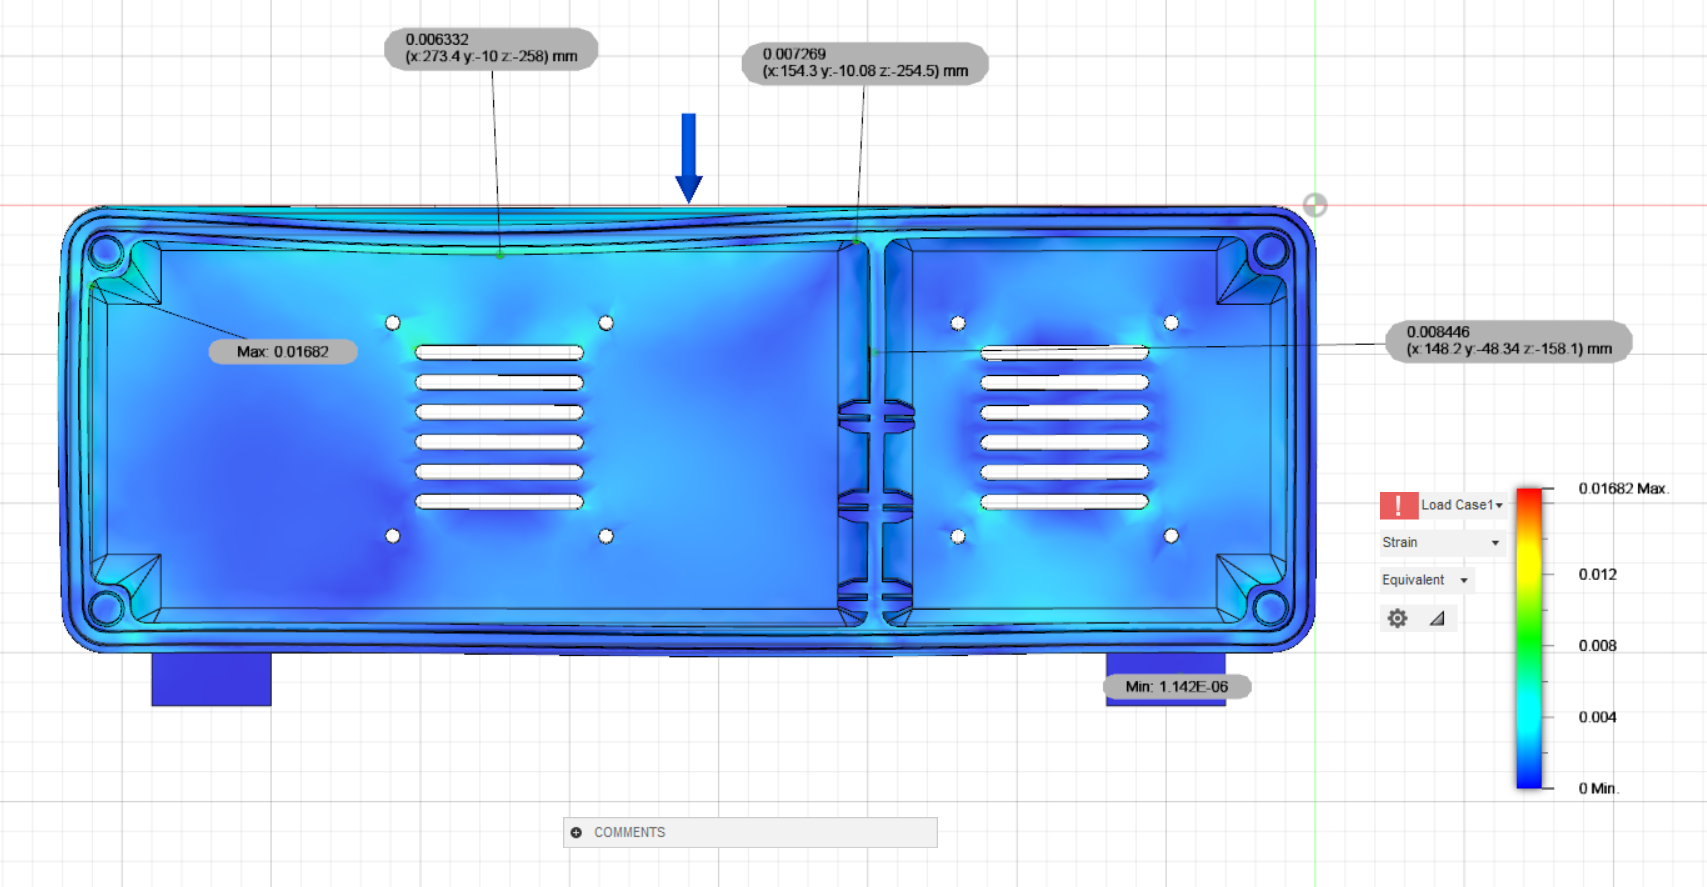 0.006332
(x:273.4 y:-10 z:-258) mm
0.007269
(x:154.3 y:-10.08 z:-254.5) mm
Max: 0.01682
0.008446
(x:148.2 y:-48.34 z:-158.1) mm
Min: 1.142E-06
! Load Case1
Strain
Equivalent
0.01682 Max.
0.012
0.008
0.004
0 Min.
COMMENTS